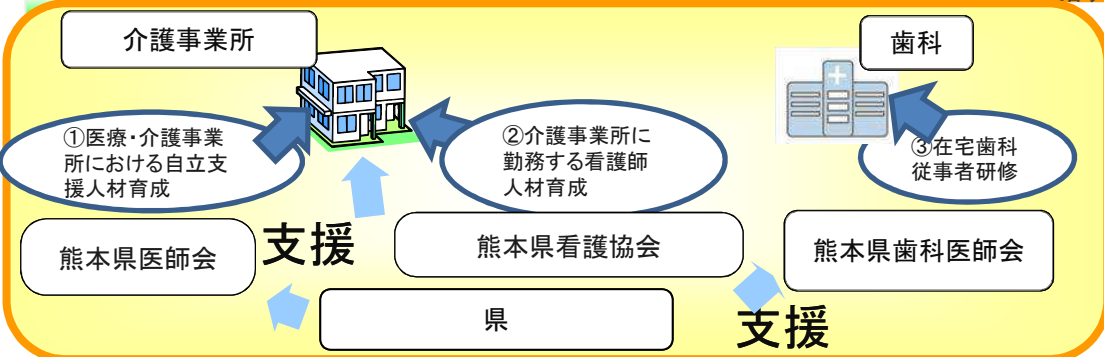 介護事業所
歯科
①医療・介護事業
所における自立支
援人材育成
②介護事業所に
勤務する看護師
人材育成
③在宅歯科
従事者研修
熊本県医師会
支援
熊本県看護協会
熊本県歯科医師会
県
支援